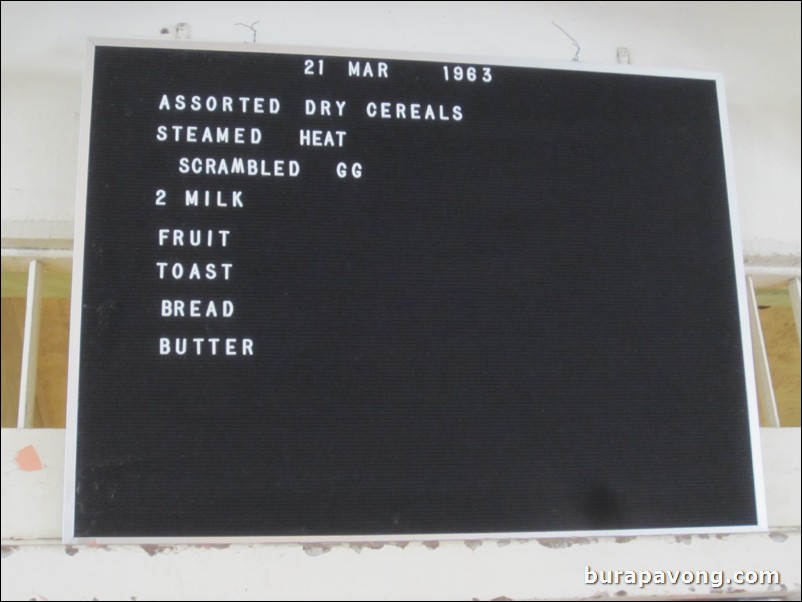 21 MAR 1963
ASSORTED DRY CEREALS
STEAMED HEAT
SCRAMBLED GG
2 MILK
FRUIT
TOAST
BREAD
BUTTER
burapavong.com